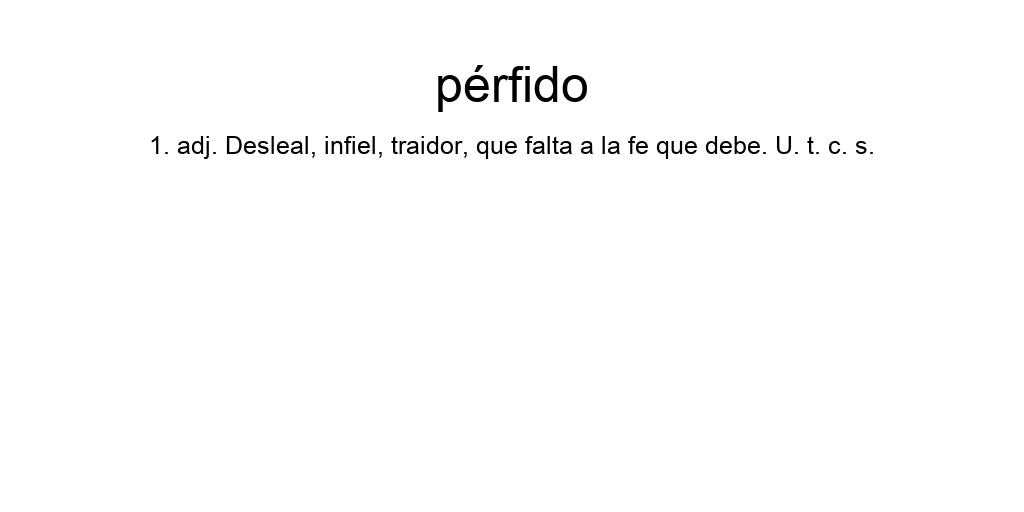 pérfido
1. adj. Desleal, infiel, traidor, que falta a la fe que debe. U. t. c. s.